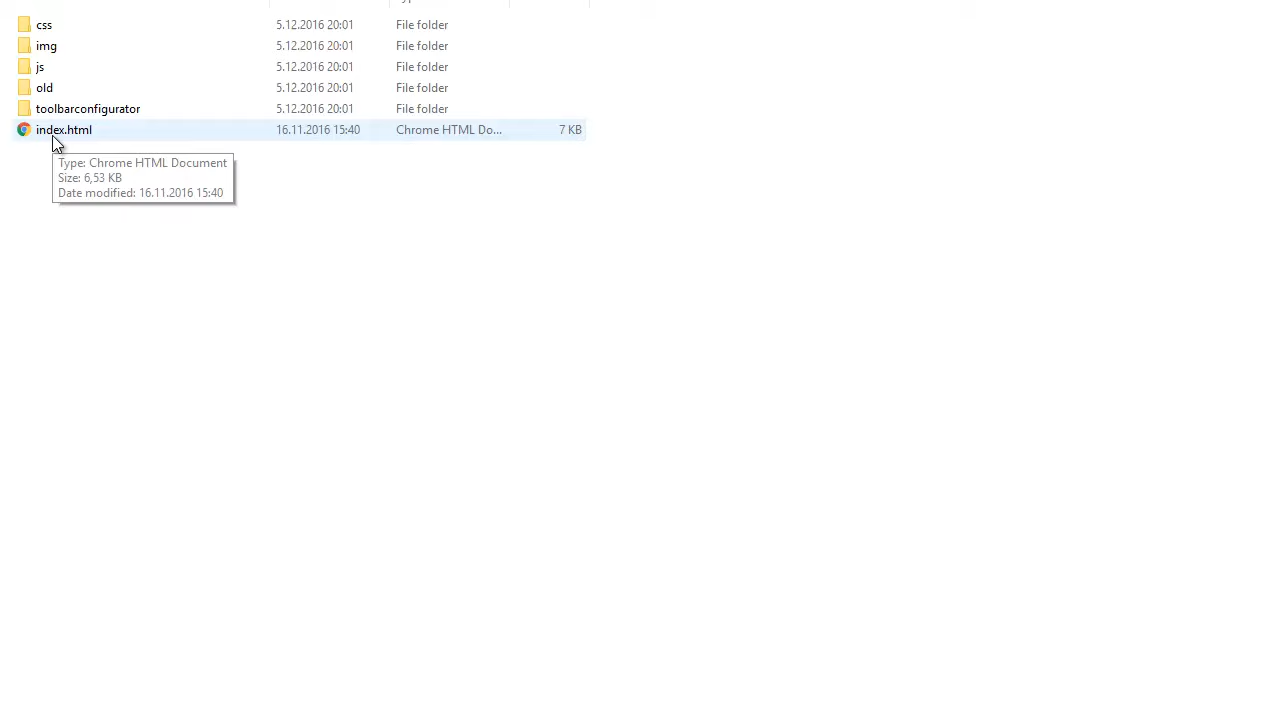 css 5.12.2016 20:01 File folder
img 5.12.2016 20:01 File folder
js 5.12.2016 20:01 File folder
old 5.12.2016 20:01 File folder
toolbarconfigurator 5.12.2016 20:01 File folder
index.html 16.11.2016 15:40 Chrome HTML Do... 7 KB
Type: Chrome HTML Document
Size: 6,53 KB
Date modified: 16.11.2016 15:40